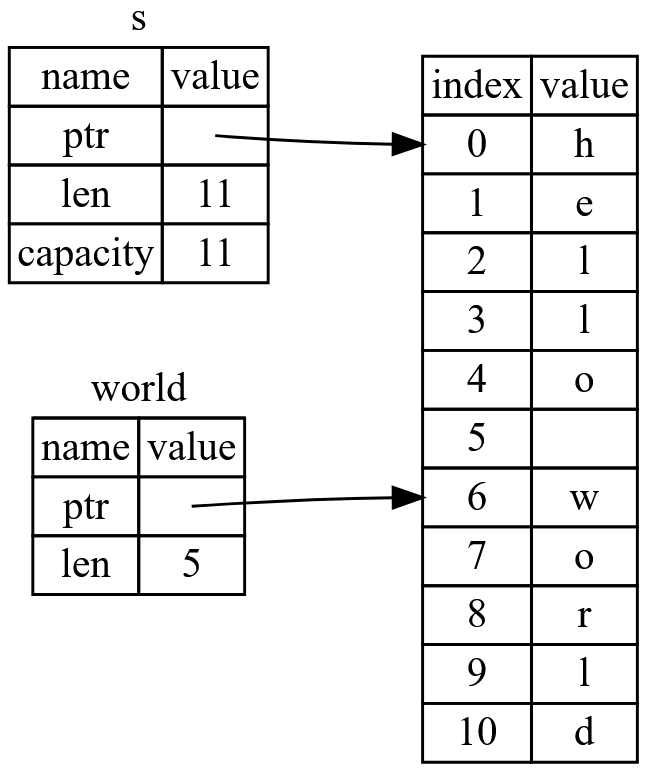 s
name value
ptr
len 11
capacity 11
world
name value
ptr
len 5
index value
0 h
1 e
2 l
3 l
4 o
5
6 w
7 o
8 r
9 l
10 d